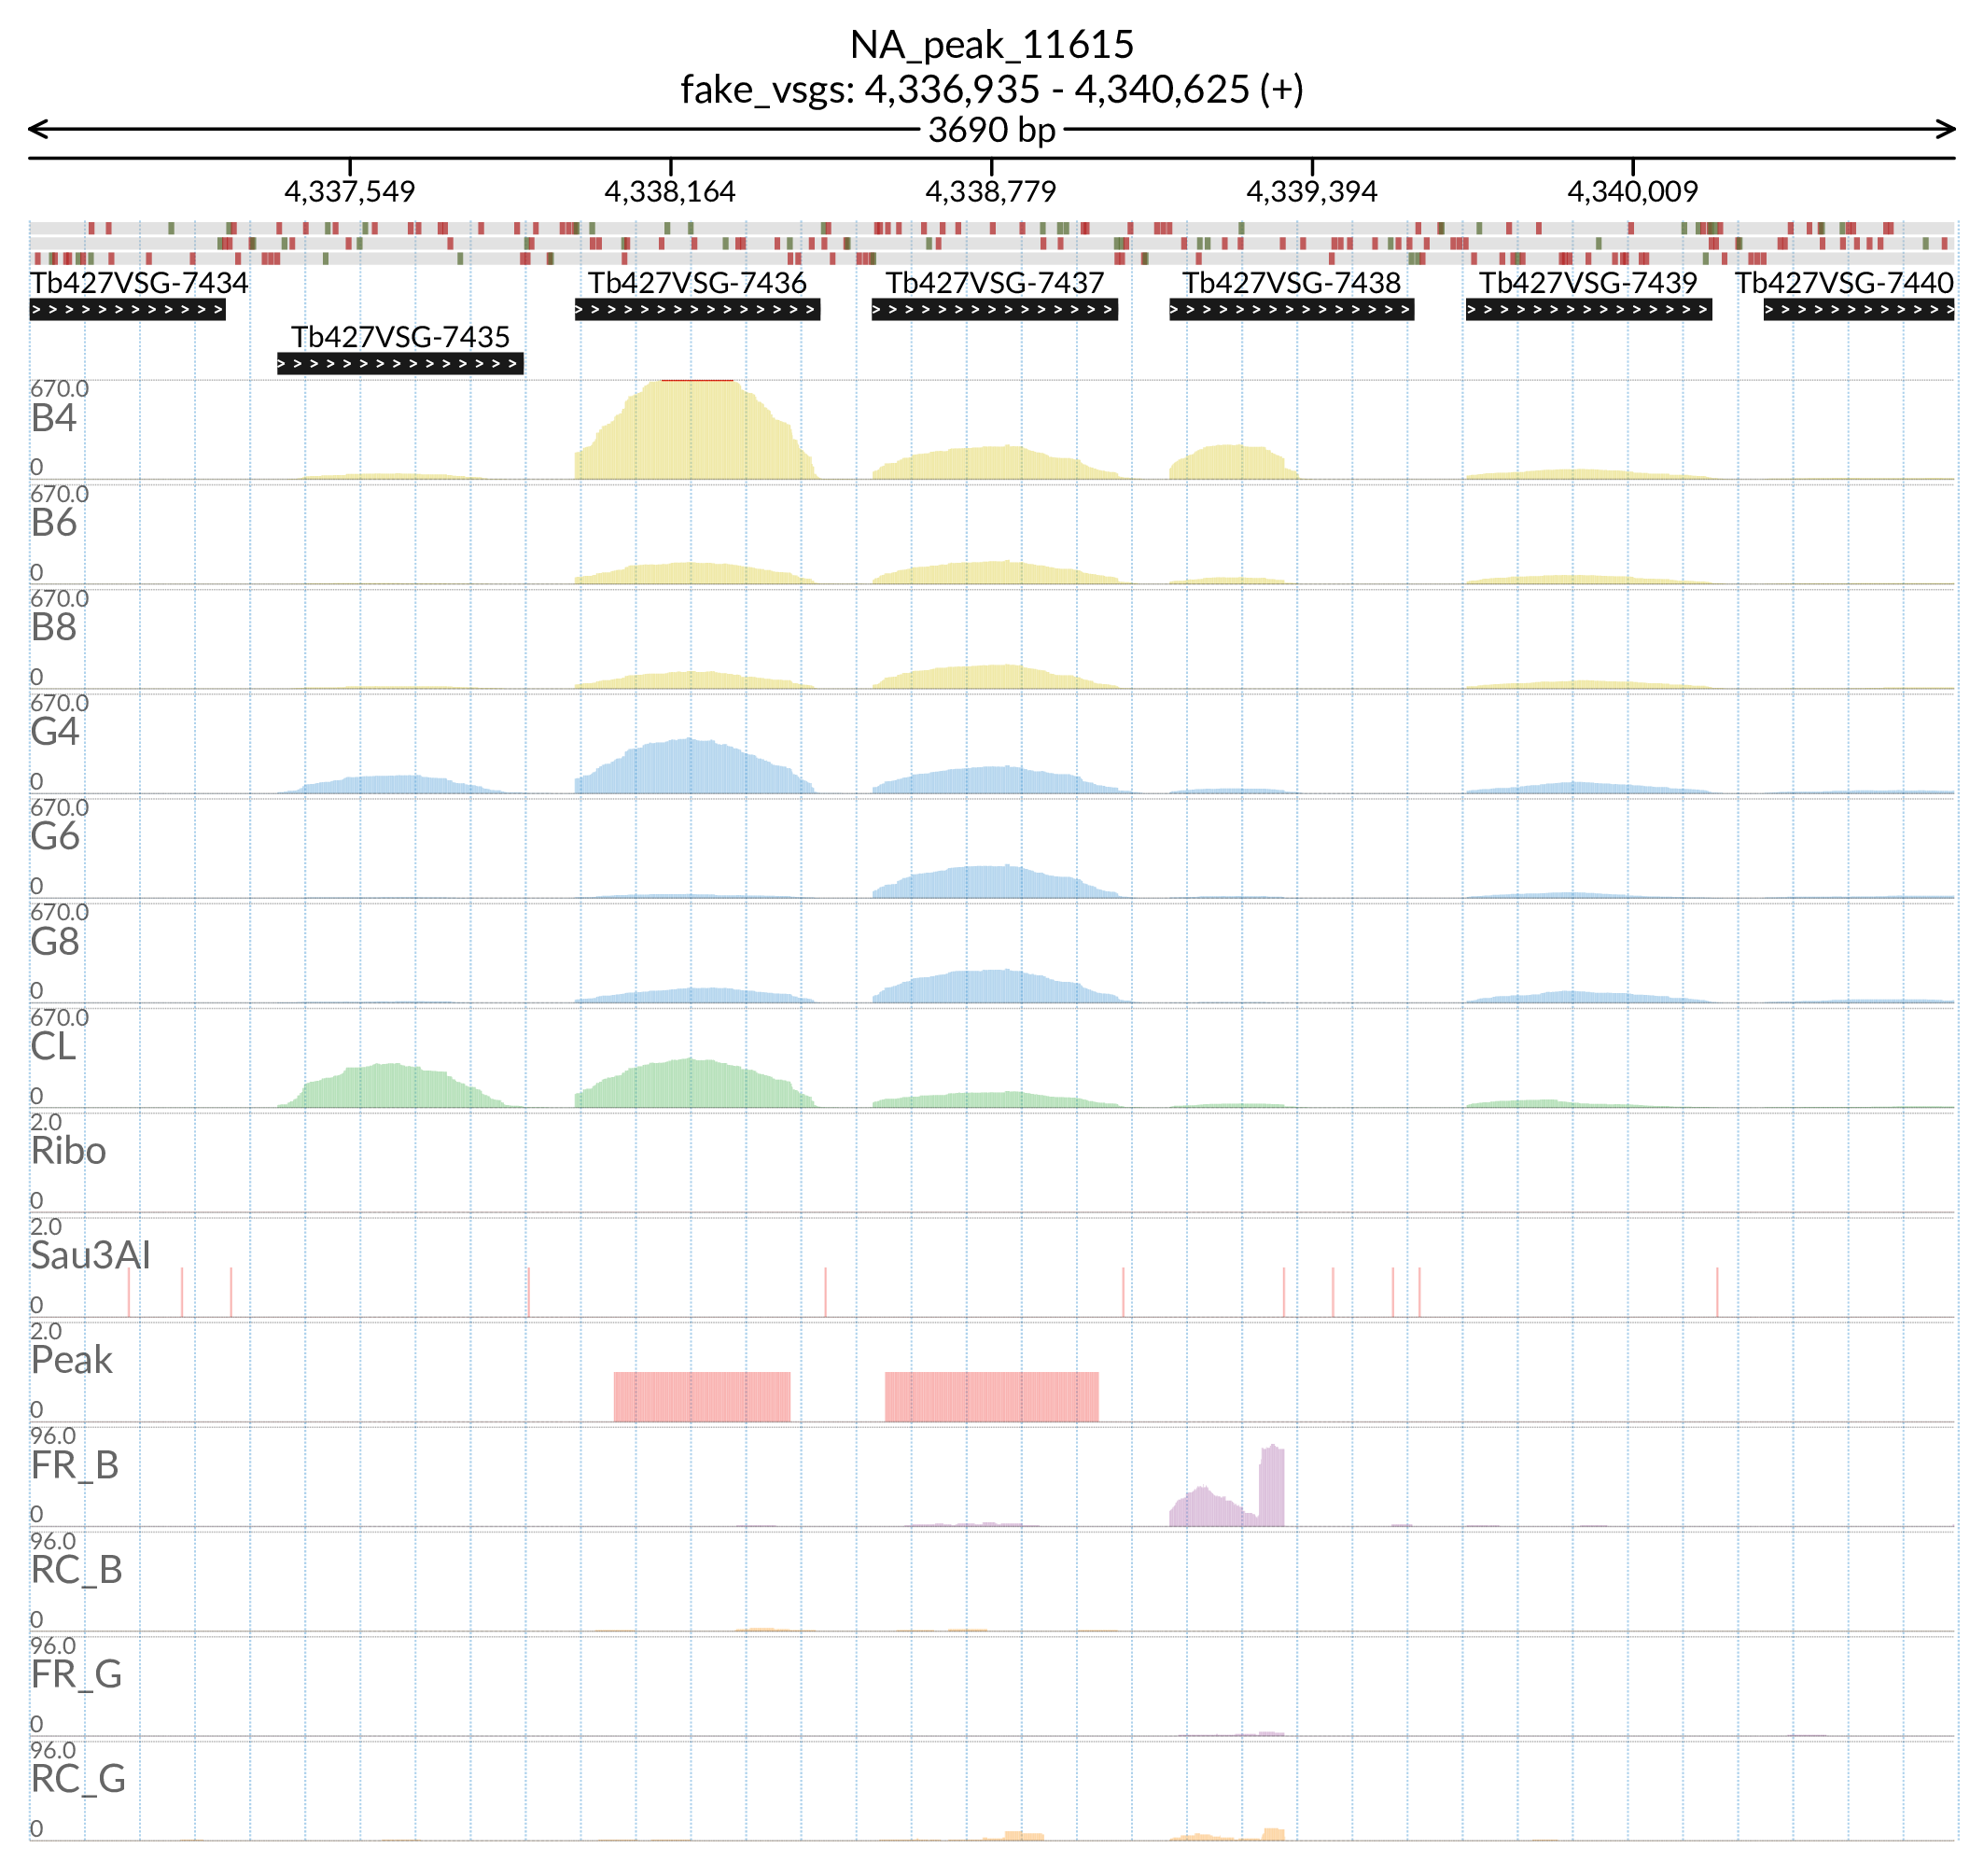 NA_peak_11615
fake_vsgs: 4,336,935 - 4,340,625 (+)
3690 bp
4,337,549 4,338,164 4,338,779 4,339,394 4,340,009
Tb427VSG-7434 Tb427VSG-7436 Tb427VSG-7437 Tb427VSG-7438 Tb427VSG-7439 Tb427VSG-7440
Tb427VSG-7435
670.0
B4
0
670.0
B6
0
670.0
B8
0
670.0
G4
0
670.0
G6
0
670.0
G8
0
670.0
CL
0
2.0
Ribo
0
2.0
Sau3AI
0
2.0
Peak
0
96.0
FR_B
0
96.0
RC_B
0
96.0
FR_G
0
96.0
RC_G
0